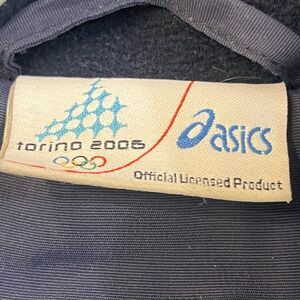 torino 2006
asics
Official Licensed Product